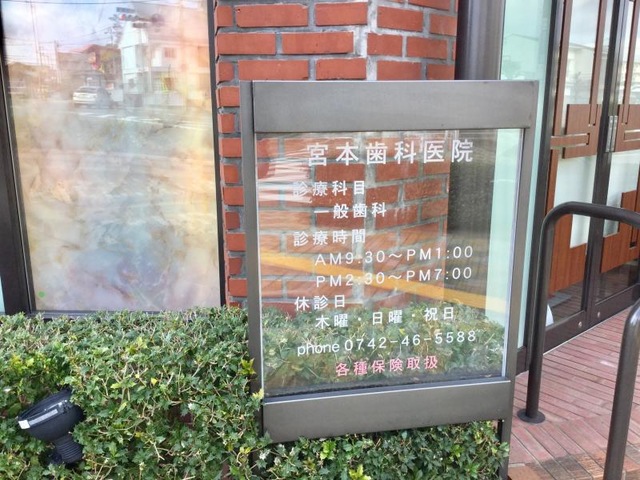 宮本歯科医院
診療科目
一般歯科
診療時間
AM9:30〜PM1:00
PM2:30〜PM7:00
休診日
木曜・日曜・祝日
phone 0742-46-5588
各種保険取扱